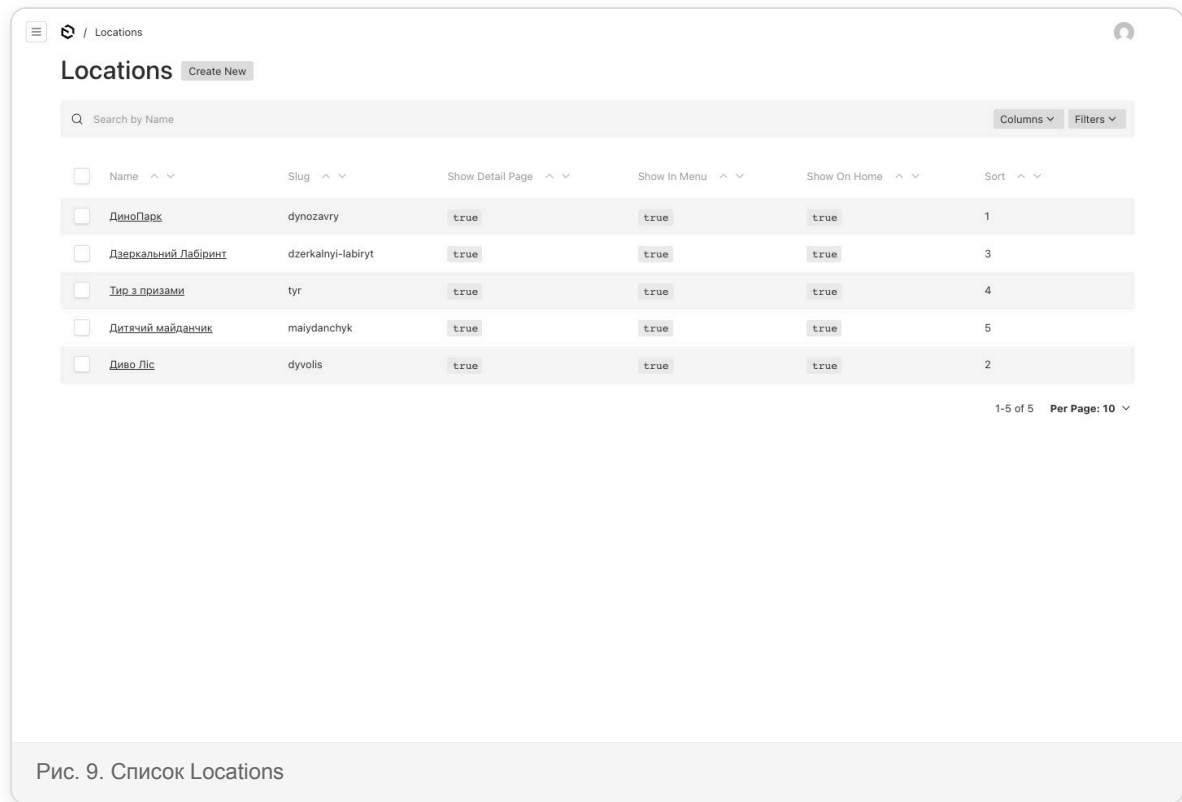 / Locations
Locations Create New
Search by Name Columns Filters
Name Slug Show Detail Page Show In Menu Show On Home Sort
ДиноПарк dynozavry true true true 1
Дзеркальний Лабіринт dzerkalnyi-labiryt true true true 3
Тир з призами tyr true true true 4
Дитячий майданчик maiydanchyk true true true 5
Диво Ліс dyvolis true true true 2
1-5 of 5 Per Page: 10
Рис. 9. Список Locations